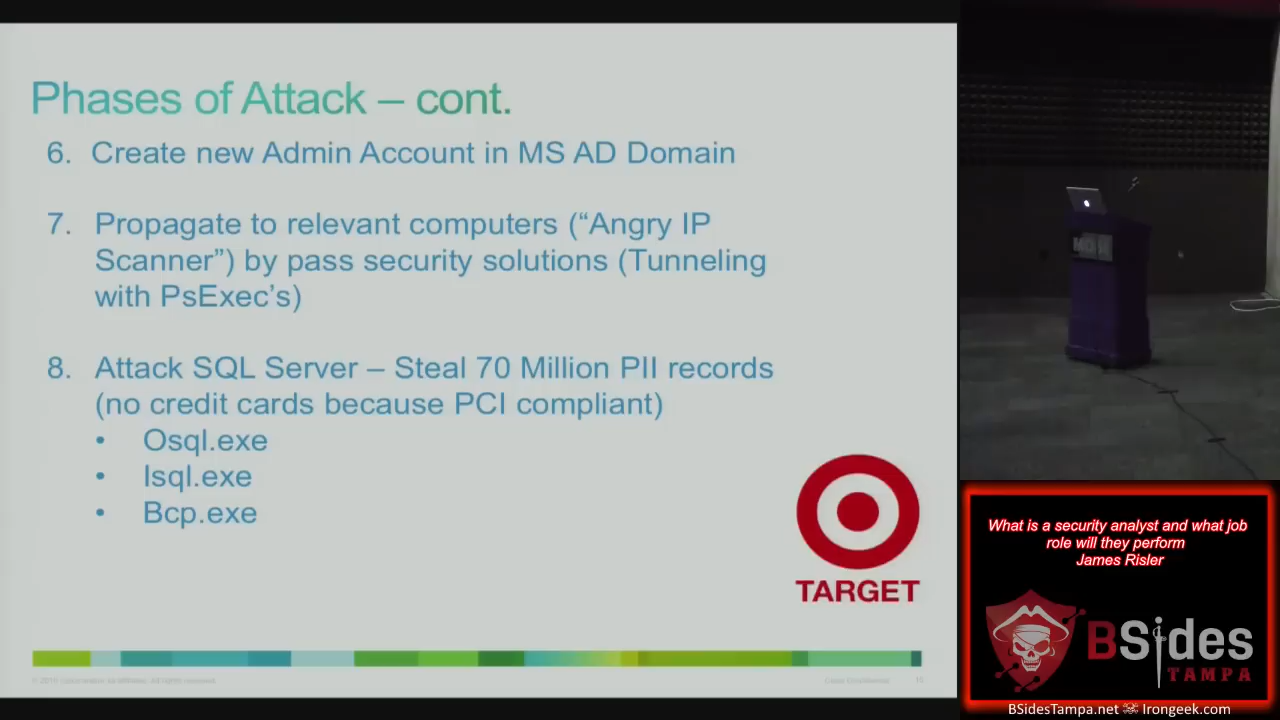 Phases of Attack – cont.
6. Create new Admin Account in MS AD Domain
7. Propagate to relevant computers (“Angry IP
Scanner”) by pass security solutions (Tunneling
with PsExec’s)
8. Attack SQL Server – Steal 70 Million PII records
(no credit cards because PCI compliant)
• Osql.exe
• Isql.exe
• Bcp.exe
TARGET
What is a security analyst and what job
role will they perform
James Risler
BSides
TAMPA
BSidesTampa.net Irongeek.com